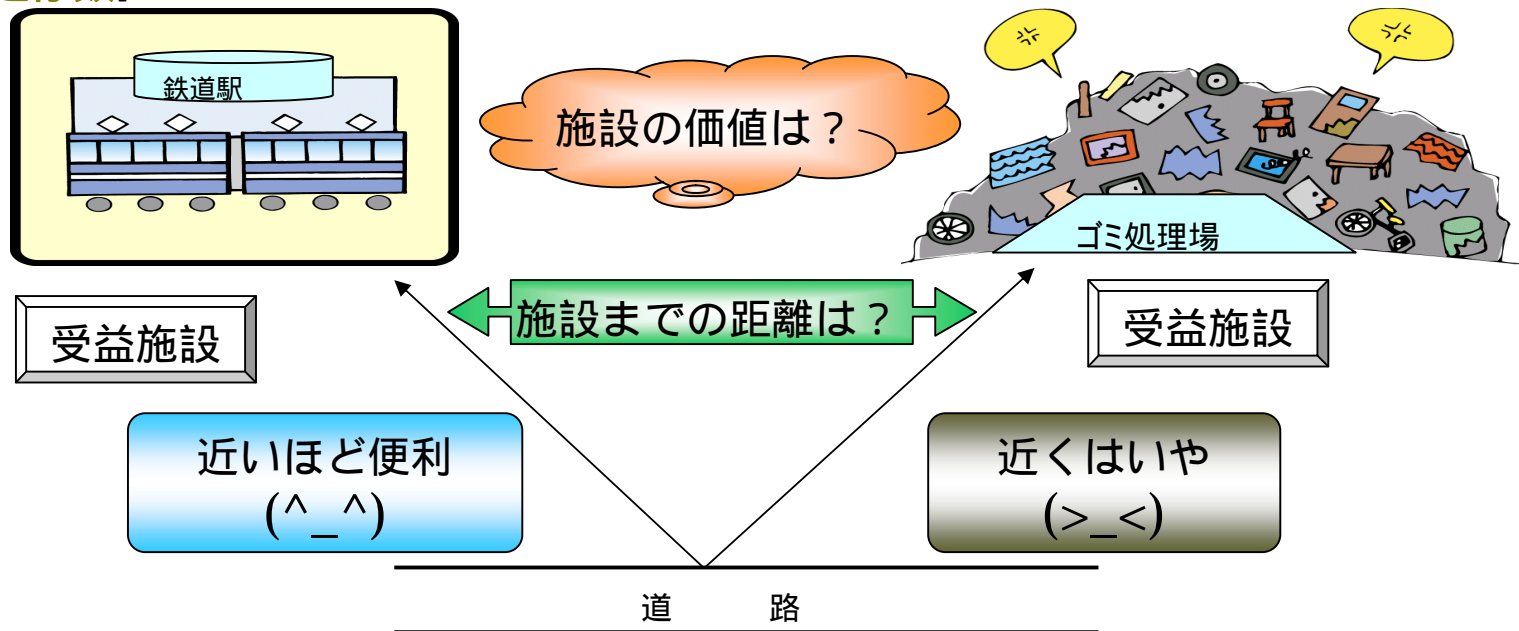 鉄道駅
施設の価値は？
ゴミ処理場
施設までの距離は？
受益施設
受益施設
近いほど便利
(^_^)
近くはいや
(>_<)
道 路